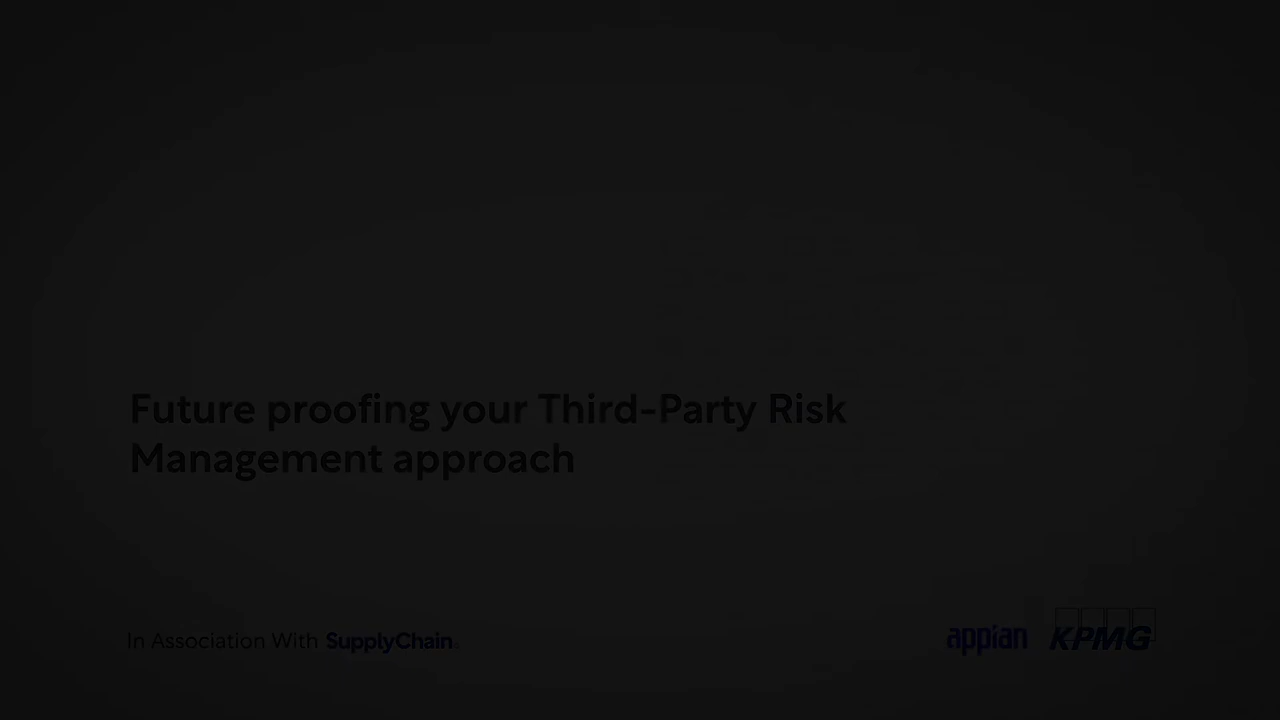 Future proofing your Third-Party Risk
Management approach
In Association With SupplyChain
appian KPMG